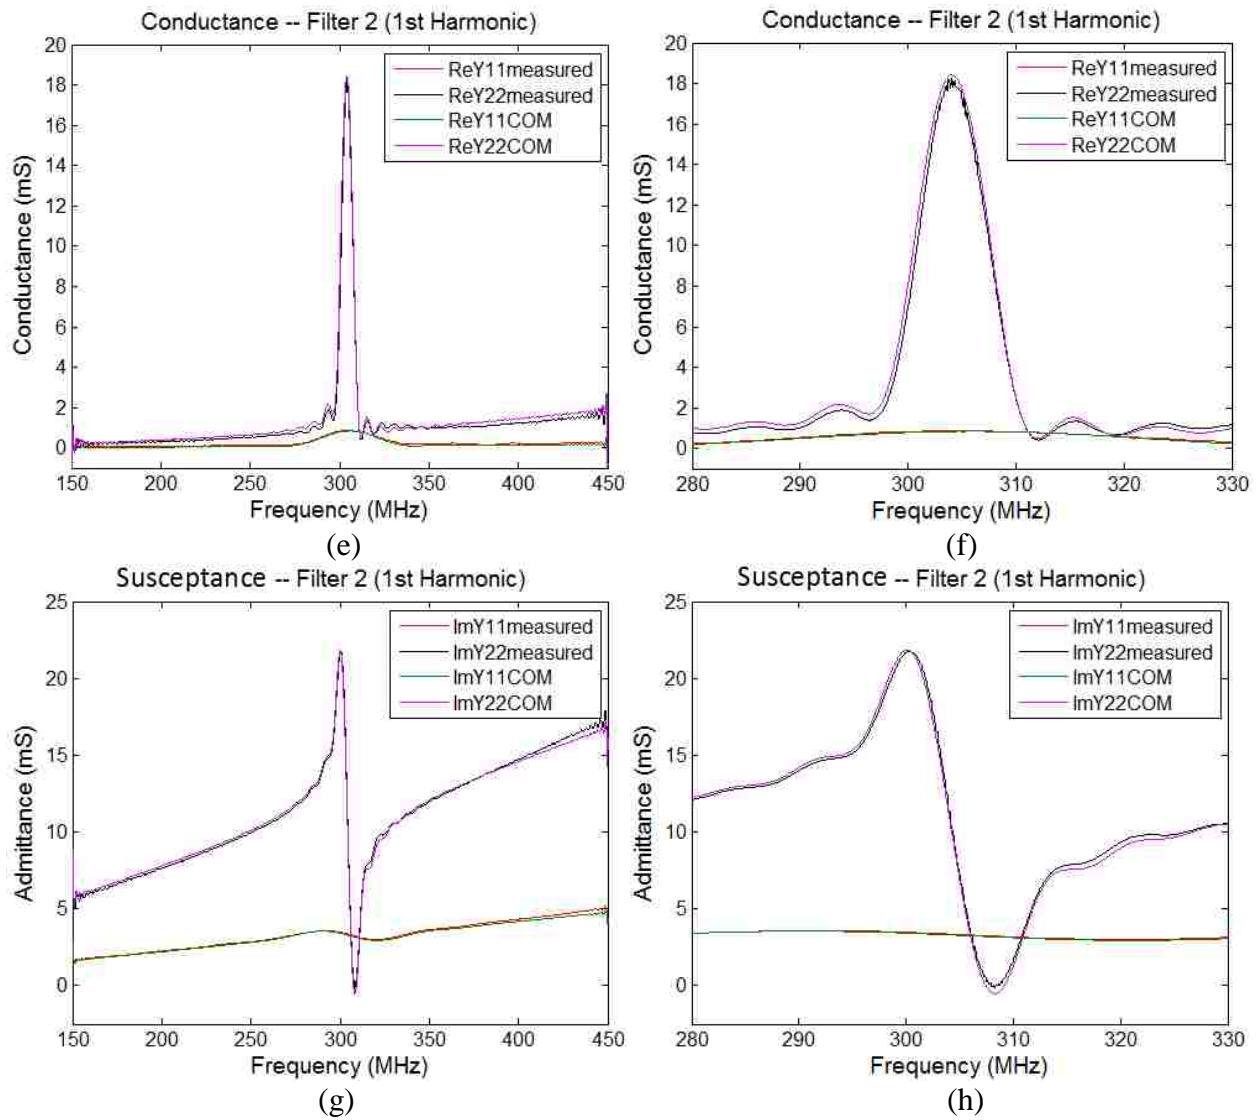 Conductance -- Filter 2 (1st Harmonic)
ReY11measured
ReY22measured
ReY11COM
ReY22COM
Conductance (mS)
20
18
16
14
12
10
8
6
4
2
0
150 200 250 300 350 400 450
Frequency (MHz)
(e)
Conductance -- Filter 2 (1st Harmonic)
ReY11measured
ReY22measured
ReY11COM
ReY22COM
Conductance (mS)
20
18
16
14
12
10
8
6
4
2
0
280 290 300 310 320 330
Frequency (MHz)
(f)
Susceptance -- Filter 2 (1st Harmonic)
ImY11measured
ImY22measured
ImY11COM
ImY22COM
Admittance (mS)
25
20
15
10
5
0
150 200 250 300 350 400 450
Frequency (MHz)
(g)
Susceptance -- Filter 2 (1st Harmonic)
ImY11measured
ImY22measured
ImY11COM
ImY22COM
Admittance (mS)
25
20
15
10
5
0
280 290 300 310 320 330
Frequency (MHz)
(h)